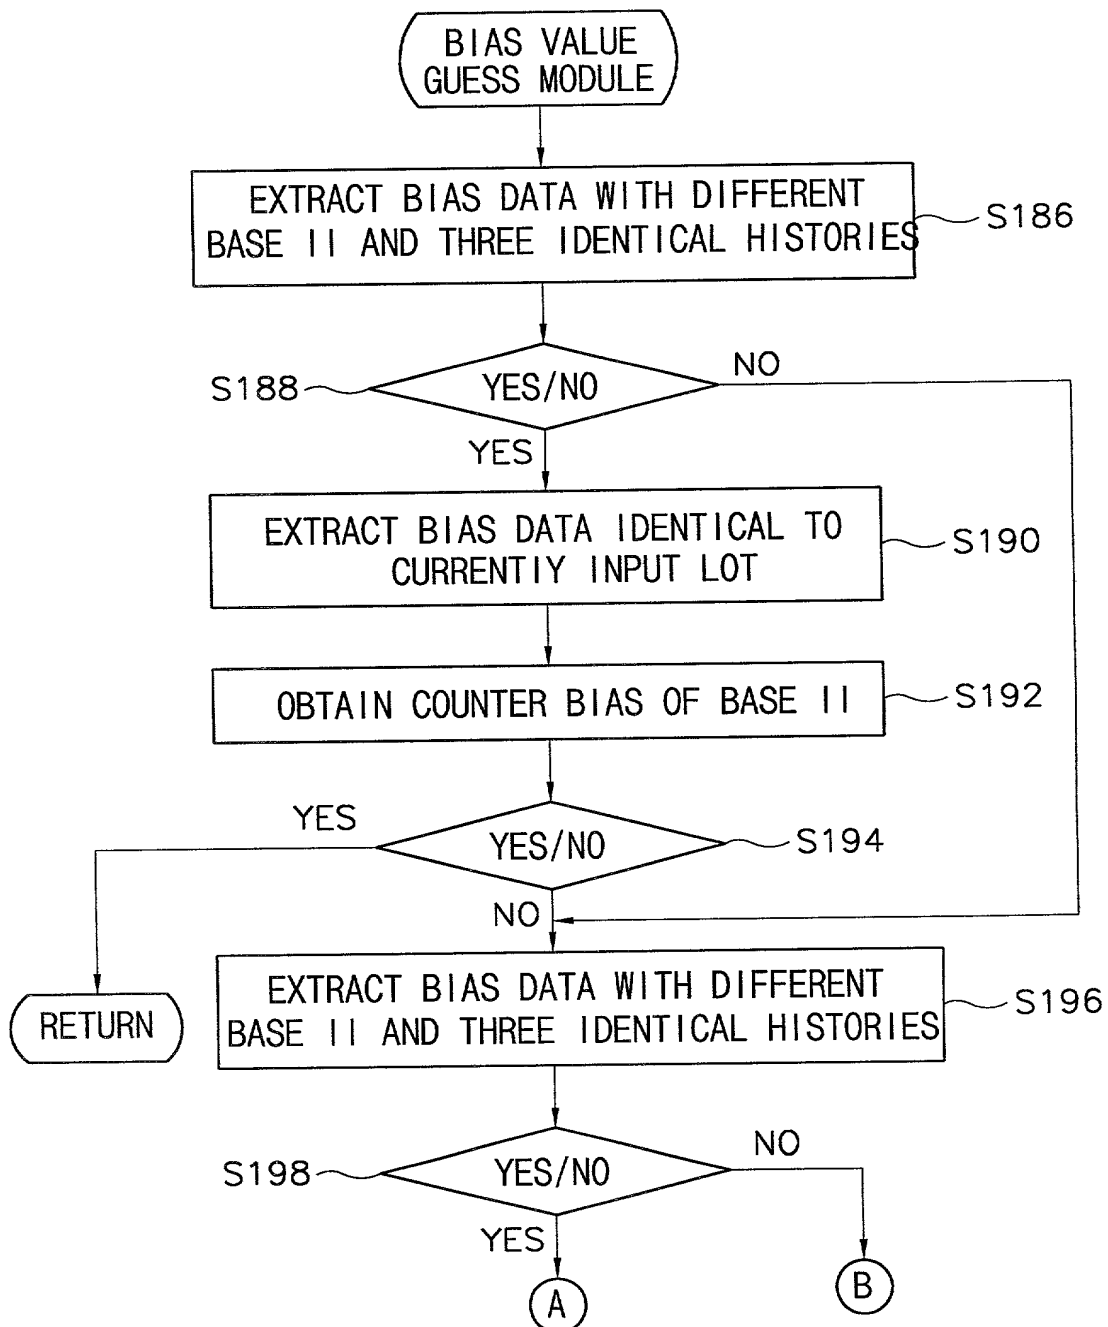 BIAS VALUE
GUESS MODULE
EXTRACT BIAS DATA WITH DIFFERENT
BASE II AND THREE IDENTICAL HISTORIES
S186
S188
YES/NO
NO
YES
EXTRACT BIAS DATA IDENTICAL TO
CURRENTIY INPUT LOT
S190
OBTAIN COUNTER BIAS OF BASE II
S192
YES
YES/NO
S194
NO
RETURN
EXTRACT BIAS DATA WITH DIFFERENT
BASE II AND THREE IDENTICAL HISTORIES
S196
S198
YES/NO
NO
YES
A
B